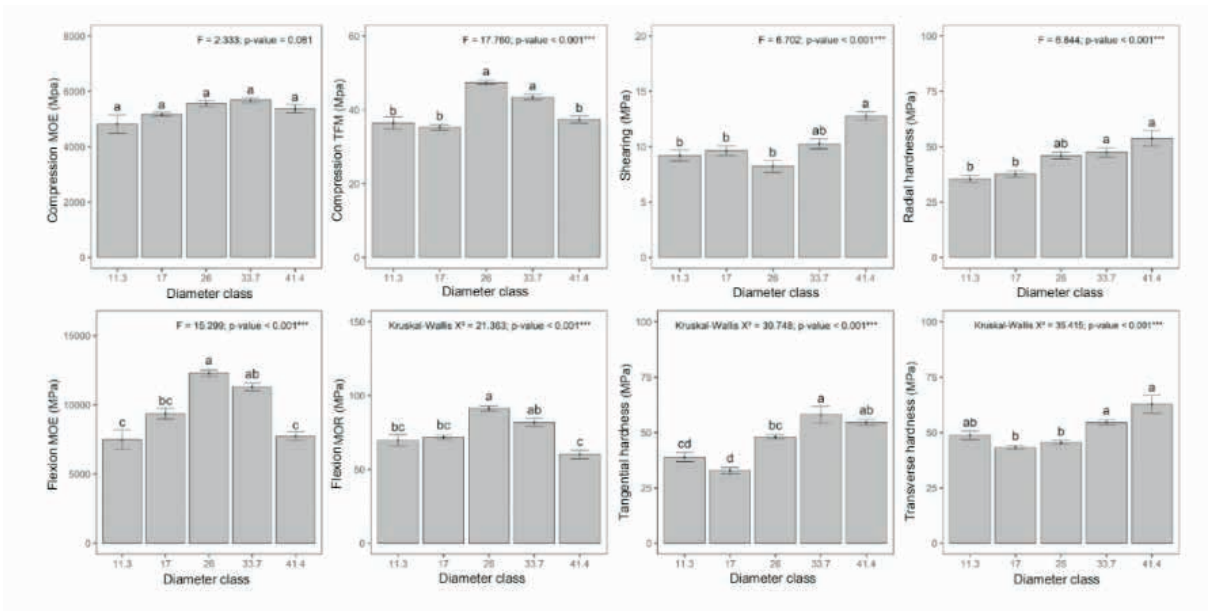 F = 2.333; p-value = 0.061
8000
6000
4000
2000
0
Compression MOE (Mpa)
a a a a a
11.3 17 26 33.7 41.4
Diameter class
F = 17.760; p-value < 0.001***
60
40
20
0
Compression TFM (Mpa)
b b a a b
11.3 17 26 33.7 41.4
Diameter class
F = 6.702; p-value < 0.001***
20
15
10
5
0
Shearing (MPa)
b b b ab a
11.3 17 26 33.7 41.4
Diameter class
F = 6.844; p-value < 0.001***
100
75
50
25
0
Radial hardness (MPa)
b b ab a a
11.3 17 26 33.7 41.4
Diameter class
F = 15.299; p-value < 0.001***
15000
10000
5000
0
Flexion MOE (MPa)
c bc a ab c
11.3 17 26 33.7 41.4
Diameter class
Kruskal-Wallis X² = 21.363; p-value < 0.001***
150
100
50
0
Flexion MOR (MPa)
bc bc a ab c
11.3 17 26 33.7 41.4
Diameter class
Kruskal-Wallis X² = 30.748; p-value < 0.001***
100
75
50
25
0
Tangential hardness (MPa)
cd d bc a ab
11.3 17 26 33.7 41.4
Diameter class
Kruskal-Wallis X² = 35.415; p-value < 0.001***
100
75
50
25
0
Transverse hardness (MPa)
ab b b a a
11.3 17 26 33.7 41.4
Diameter class